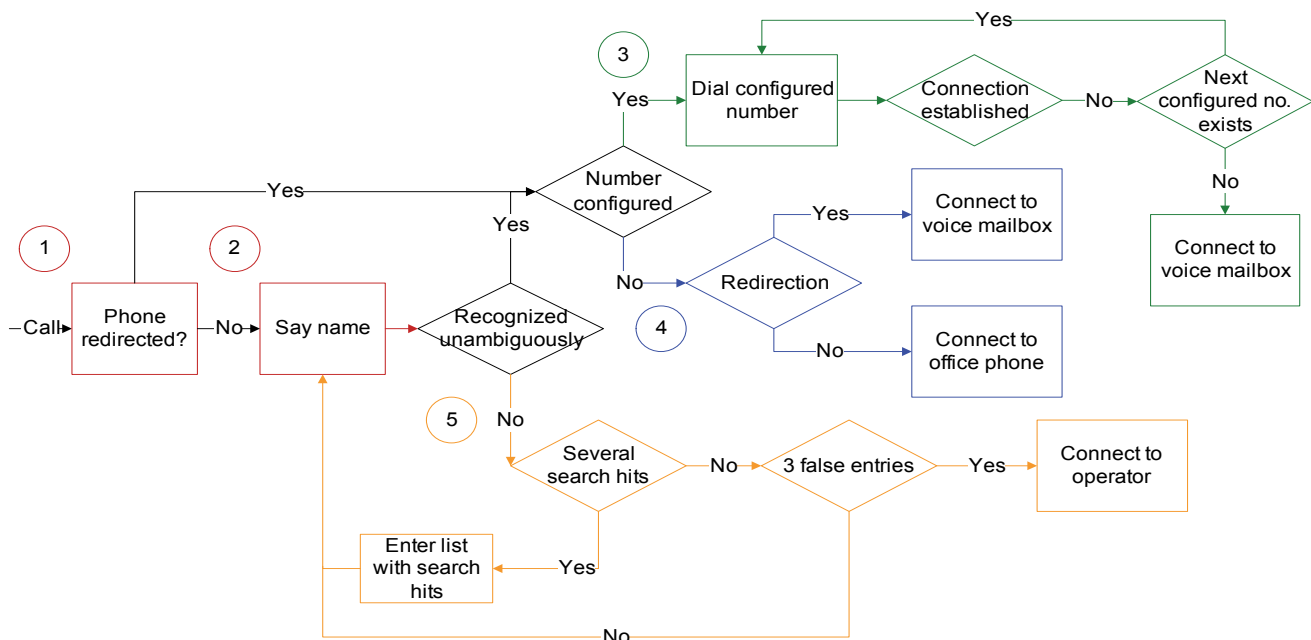 Yes
3
Dial configured
number
Connection
established
No
Next
configured no.
exists
Yes
Yes
Number
configured
No
Connect to
voice mailbox
Yes
Connect to
voice mailbox
1
2
Yes
No
Redirection
4
Call
Phone
redirected?
No
Say name
Recognized
unambiguously
No
Connect to
office phone
5
No
Several
search hits
No
3 false entries
Yes
Connect to
operator
Enter list
with search
hits
Yes
No